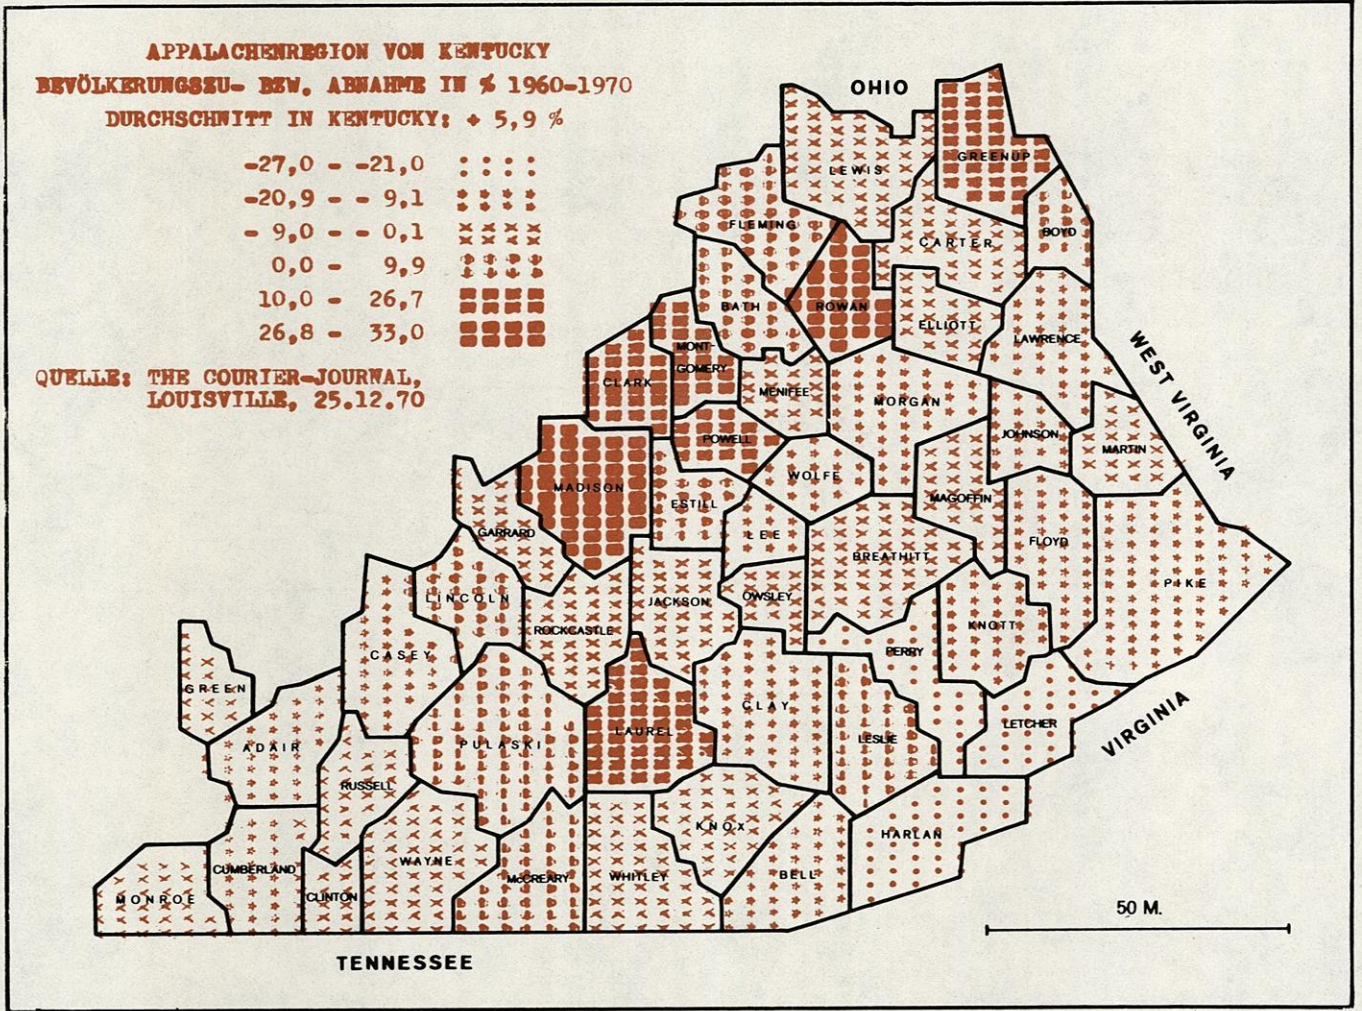 APPALACHENREGION VON KENTUCKY
BEVÖLKERUNGSZU- BZW. ABNAHME IN % 1960-1970
DURCHSCHNITT IN KENTUCKY: + 5,9 %
-27,0 - -21,0
-20,9 - - 9,1
- 9,0 - - 0,1
0,0 - 9,9
10,0 - 26,7
26,8 - 33,0
QUELLE: THE COURIER-JOURNAL,
LOUISVILLE, 25.12.70
OHIO
GREENUP
LEWIS
FLEMING
CARTER
BOYD
BATH
ROWAN
ELLIOTT
LAWRENCE
MONT-
GOMERY
CLARK
MENIFEE
MORGAN
WEST VIRGINIA
POWELL
JOHNSON
MARTIN
MADISON
WOLFE
ESTILL
MAGOFFIN
GARRARD
LEE
BREATHITT
FLOYD
PIKE
LINCOLN
JACKSON
OWSLEY
ROCKCASTLE
KNOTT
CASEY
PERRY
GREEN
CLAY
LETCHER
VIRGINIA
ADAIR
PULASKI
LAUREL
LESLIE
RUSSELL
KNOX
HARLAN
CUMBERLAND
WAYNE
MONROE
CLINTON
McCREARY
WHITLEY
BELL
50 M.
TENNESSEE